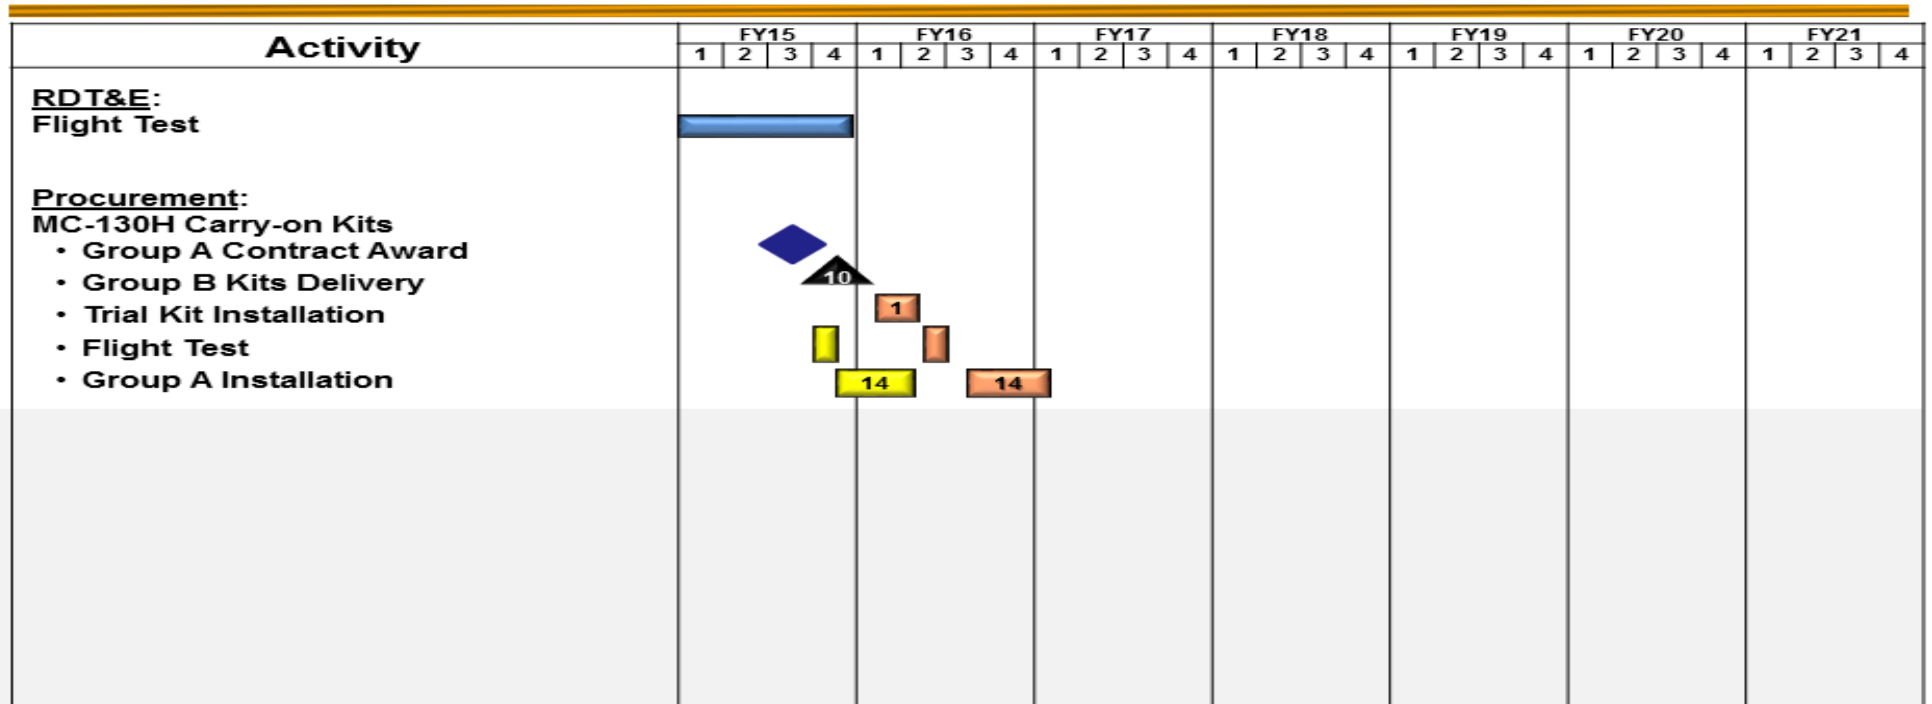 Activity
FY15 FY16 FY17 FY18 FY19 FY20 FY21
1 2 3 4 1 2 3 4 1 2 3 4 1 2 3 4 1 2 3 4 1 2 3 4 1 2 3 4
RDT&E:
Flight Test
Procurement:
MC-130H Carry-on Kits
• Group A Contract Award
• Group B Kits Delivery 10
• Trial Kit Installation 1
• Flight Test
• Group A Installation 14 14